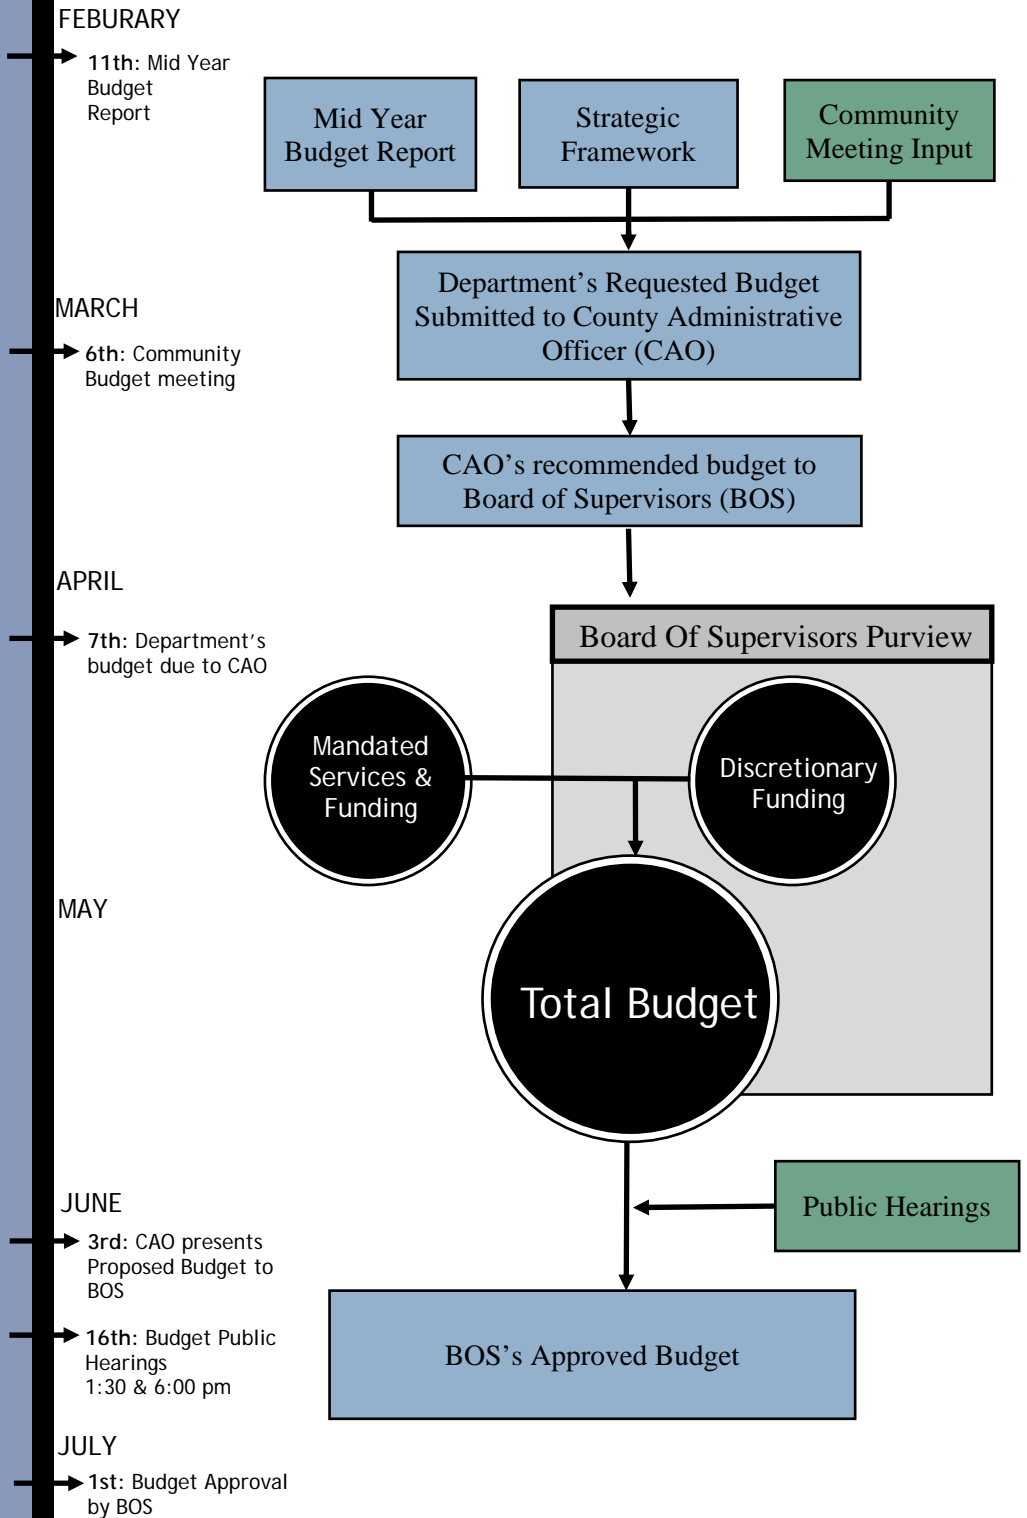 FEBURARY
11th: Mid Year
Budget
Report
MARCH
6th: Community
Budget meeting
APRIL
7th: Department's
budget due to CAO
MAY
JUNE
3rd: CAO presents
Proposed Budget to
BOS
16th: Budget Public
Hearings
1:30 & 6:00 pm
JULY
1st: Budget Approval
by BOS
Mid Year
Budget Report
Strategic
Framework
Community
Meeting Input
Department’s Requested Budget
Submitted to County Administrative
Officer (CAO)
CAO’s recommended budget to
Board of Supervisors (BOS)
Board Of Supervisors Purview
Mandated
Services &
Funding
Discretionary
Funding
Total Budget
Public Hearings
BOS’s Approved Budget